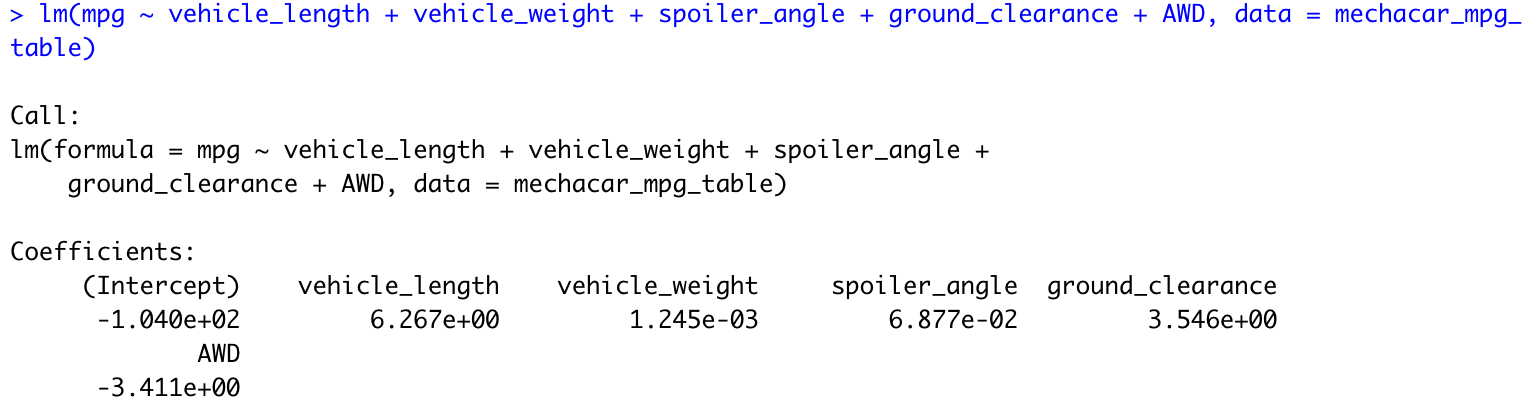 > lm(mpg ~ vehicle_length + vehicle_weight + spoiler_angle + ground_clearance + AWD, data = mechacar_mpg_
table)
Call:
lm(formula = mpg ~ vehicle_length + vehicle_weight + spoiler_angle +
    ground_clearance + AWD, data = mechacar_mpg_table)
Coefficients:
     (Intercept)    vehicle_length    vehicle_weight     spoiler_angle  ground_clearance
      -1.040e+02         6.267e+00         1.245e-03         6.877e-02         3.546e+00
             AWD
      -3.411e+00